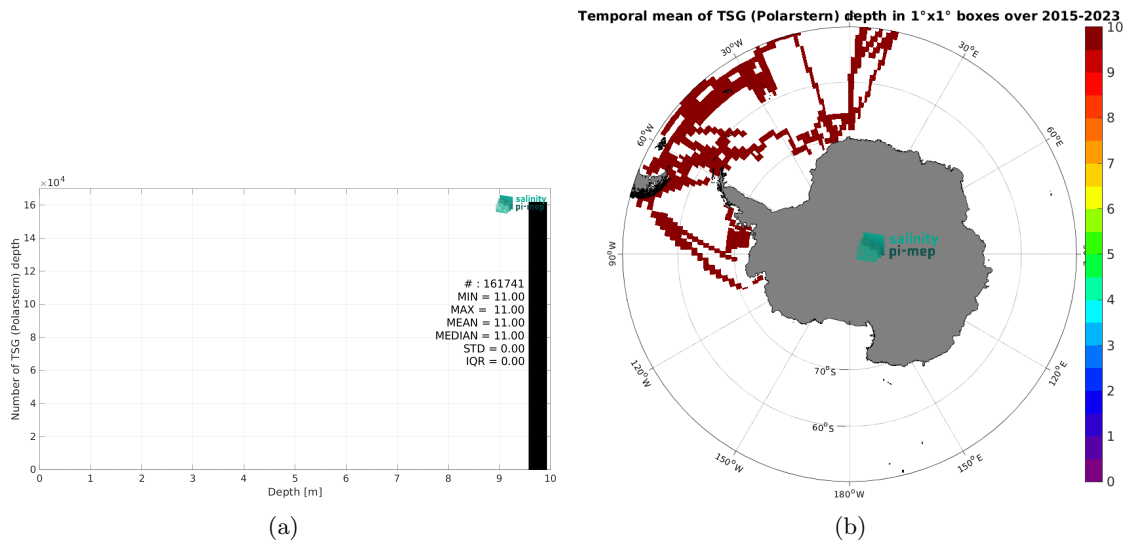 Temporal mean of TSG (Polarstern) depth in 1°x1° boxes over 2015-2023
×10⁴
16
14
12
10
8
6
4
2
0
Number of TSG (Polarstern) depth
salinity
pi-mep
# : 161741
MIN = 11.00
MAX = 11.00
MEAN = 11.00
MEDIAN = 11.00
STD = 0.00
IQR = 0.00
0 1 2 3 4 5 6 7 8 9 10
Depth [m]
(a)
30°W
30°E
60°W
60°E
90°W
120°W
120°E
150°W
150°E
180°W
70°S
60°S
salinity
pi-mep
10
9
8
7
6
5
4
3
2
1
0
(b)